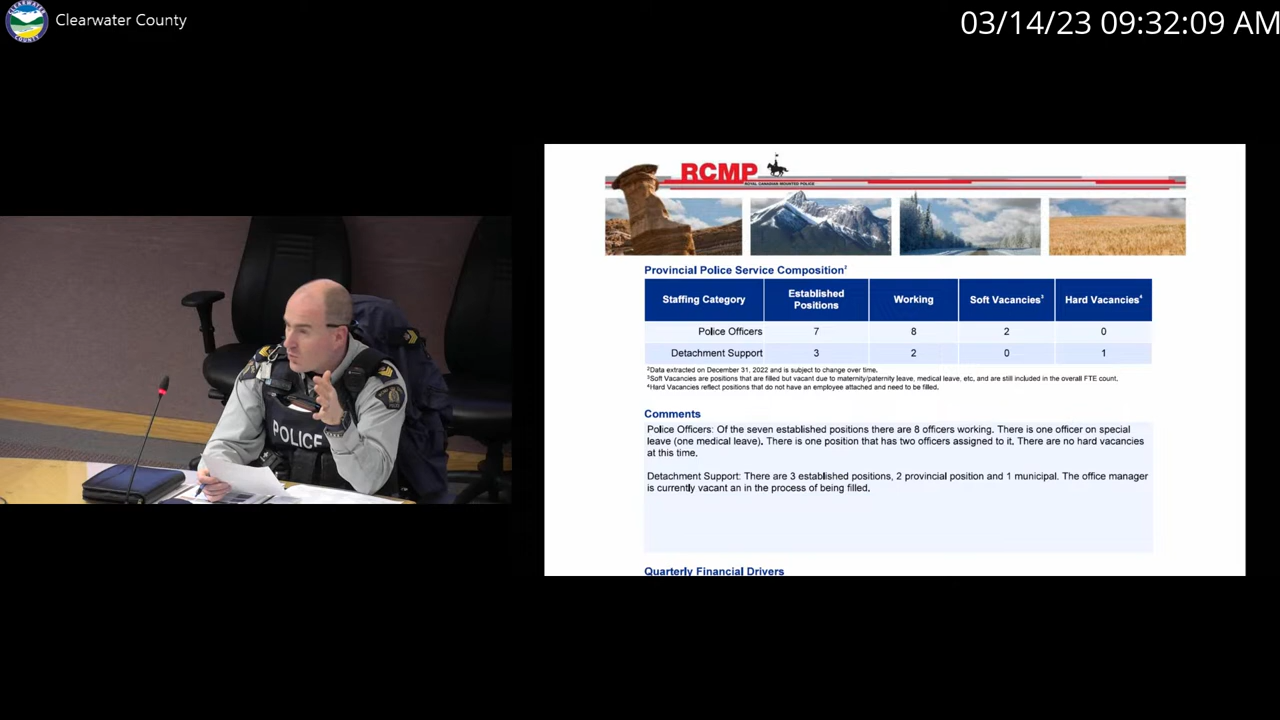 Clearwater County
03/14/23 09:32:09 AM
CLEARWATER
COUNTY
POLICE
RCMP
ROYAL CANADIAN MOUNTED POLICE
Provincial Police Service Composition²
Staffing Category Established Positions Working Soft Vacancies³ Hard Vacancies⁴
Police Officers 7 8 2 0
Detachment Support 3 2 0 1
²Data extracted on December 31, 2022 and is subject to change over time.
³Soft Vacancies are positions that are filled but vacant due to maternity/paternity leave, medical leave, etc, and are still included in the overall FTE count.
⁴Hard Vacancies reflect positions that do not have an employee attached and need to be filled.
Comments
Police Officers: Of the seven established positions there are 8 officers working. There is one officer on special
leave (one medical leave). There is one position that has two officers assigned to it. There are no hard vacancies
at this time.
Detachment Support: There are 3 established positions, 2 provincial position and 1 municipal. The office manager
is currently vacant an in the process of being filled.
Quarterly Financial Drivers